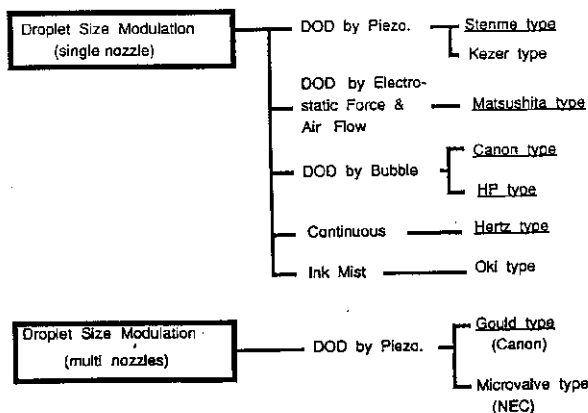 Droplet Size Modulation
(single nozzle)
DOD by Piezo.
Stenme type
Kezer type
DOD by Electro-
static Force &
Air Flow
Matsushita type
DOD by Bubble
Canon type
HP type
Continuous
Hertz type
Ink Mist
Oki type
Droplet Size Modulation
(multi nozzles)
DOD by Piezo.
Gould type
(Canon)
Microvalve type
(NEC)